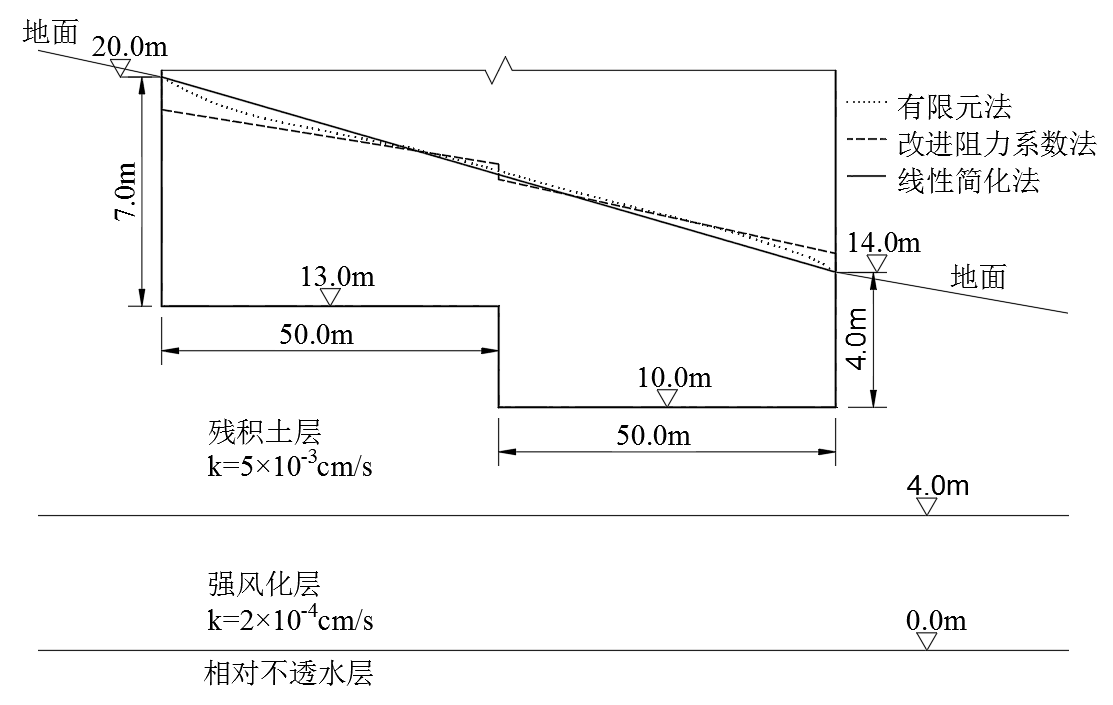 地面
20.0m
有限元法
改进阻力系数法
线性简化法
7.0m
14.0m
地面
13.0m
50.0m
4.0m
10.0m
50.0m
残积土层
k=5×10⁻³cm/s
4.0m
强风化层
k=2×10⁻⁴cm/s
0.0m
相对不透水层